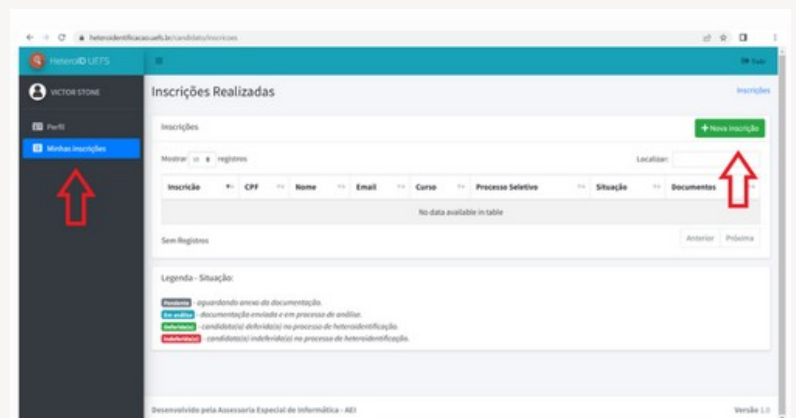 heteroidentificacao.uefs.br/candidato/inscricoes
HeteroID UEFS
Sair
VICTOR STONE
Inscrições Realizadas
Inscrições
Perfil
Minhas inscrições
Inscrições
+ Nova Inscrição
Mostrar 10 registros
Localizar:
Inscricão CPF Nome Email Curso Processo Seletivo Situação Documentos
No data available in table
Sem Registros
Anterior Próxima
Legenda - Situação:
Pendente - aguardando anexo da documentação.
Em análise - documentação enviada e em processo de análise.
Deferido(a) - candidato(a) deferido(a) no processo de heteroidentificação.
Indeferido(a) - candidato(a) indeferido(a) no processo de heteroidentificação.
Desenvolvido pela Assessoria Especial de Informática - AEI
Versão 1.0